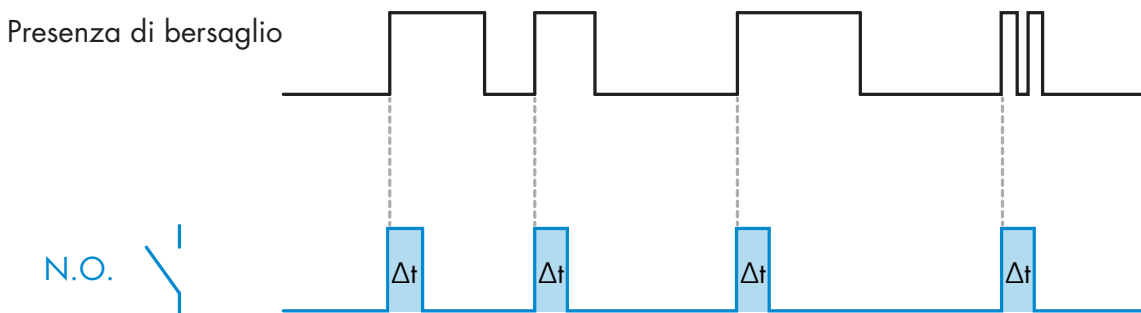 Presenza di bersaglio
N.O.
Δt Δt Δt Δt